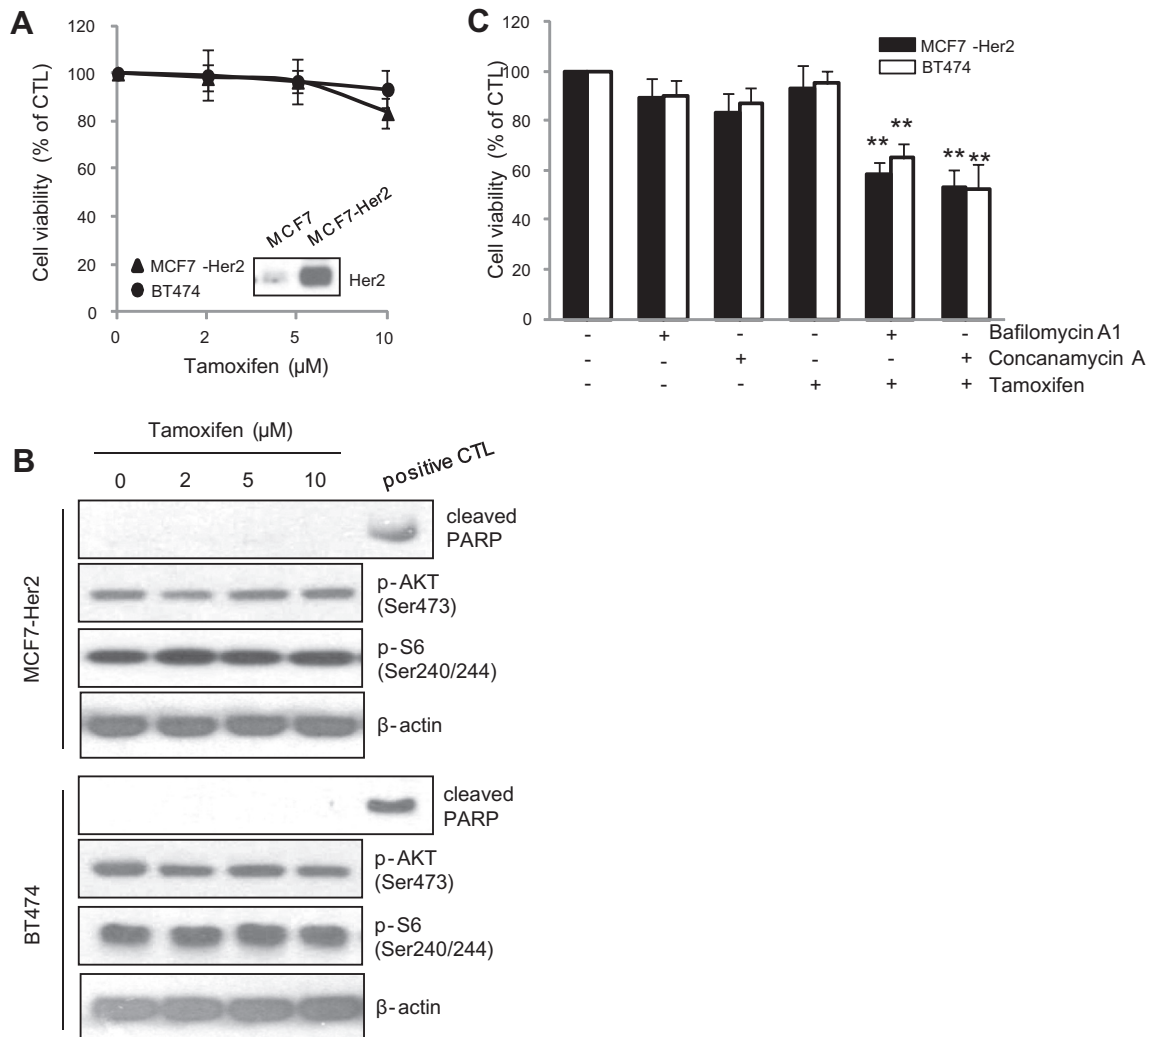 A
120
100
80
60
40
20
0
Cell viability (% of CTL)
MCF7
MCF7-Her2
Her2
MCF7 -Her2
BT474
0 2 5 10
Tamoxifen (µM)
C
120
100
80
60
40
20
0
Cell viability (% of CTL)
MCF7 -Her2
BT474
** ** ** **
- + - - + - Bafilomycin A1
- - + - - + Concanamycin A
- - - + + + Tamoxifen
B
Tamoxifen (µM)
0 2 5 10 positive CTL
MCF7-Her2
cleaved
PARP
p-AKT
(Ser473)
p-S6
(Ser240/244)
β-actin
BT474
cleaved
PARP
p-AKT
(Ser473)
p-S6
(Ser240/244)
β-actin